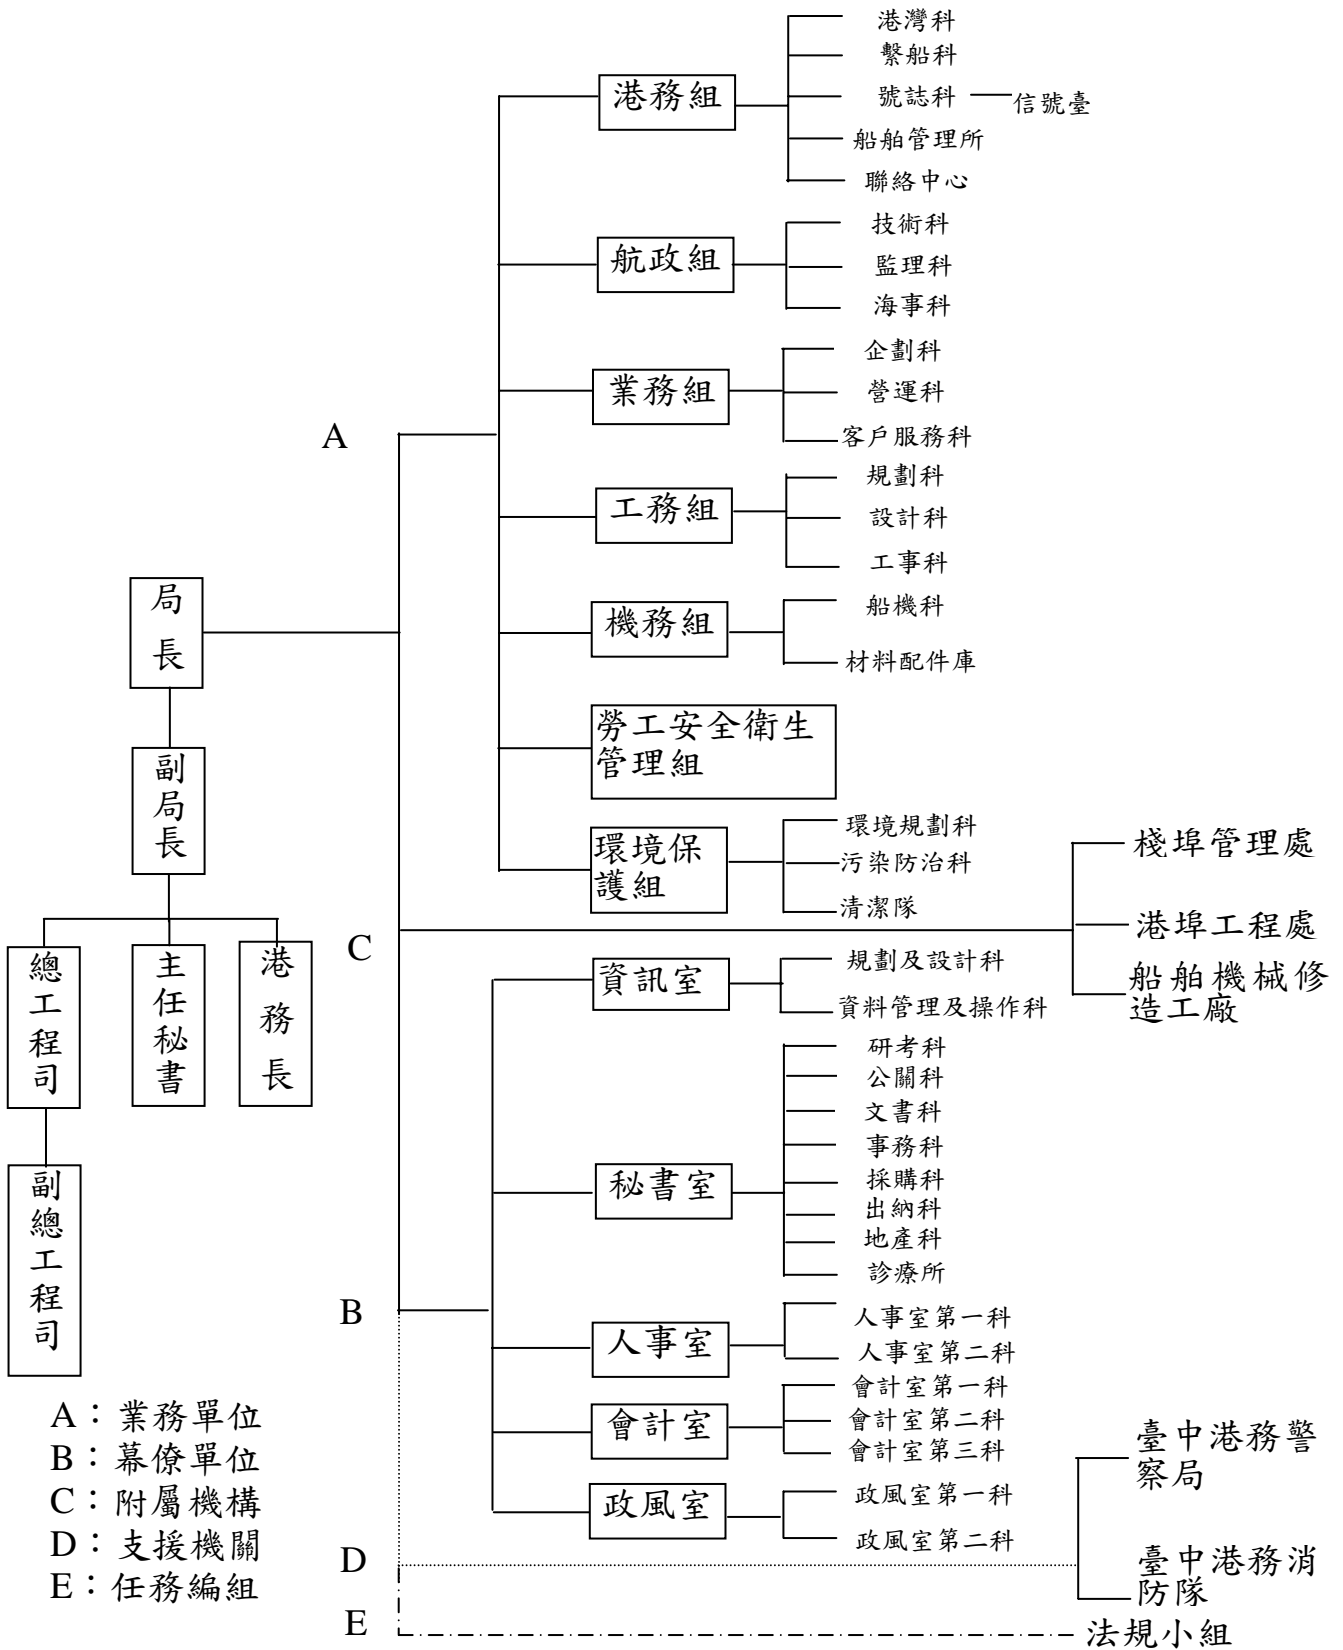 局長
副局長
總工程司
主任秘書
港務長
副總工程司
A
港務組
港灣科
繫船科
號誌科
信號臺
船舶管理所
聯絡中心
航政組
技術科
監理科
海事科
業務組
企劃科
營運科
客戶服務科
工務組
規劃科
設計科
工事科
機務組
船機科
材料配件庫
勞工安全衛生
管理組
環境保
護組
環境規劃科
污染防治科
清潔隊
C
棧埠管理處
港埠工程處
船舶機械修
造工廠
B
資訊室
規劃及設計科
資料管理及操作科
秘書室
研考科
公關科
文書科
事務科
採購科
出納科
地產科
診療所
人事室
人事室第一科
人事室第二科
會計室
會計室第一科
會計室第二科
會計室第三科
政風室
政風室第一科
政風室第二科
D
臺中港務警
察局
臺中港務消
防隊
E
法規小組
A：業務單位
B：幕僚單位
C：附屬機構
D：支援機關
E：任務編組